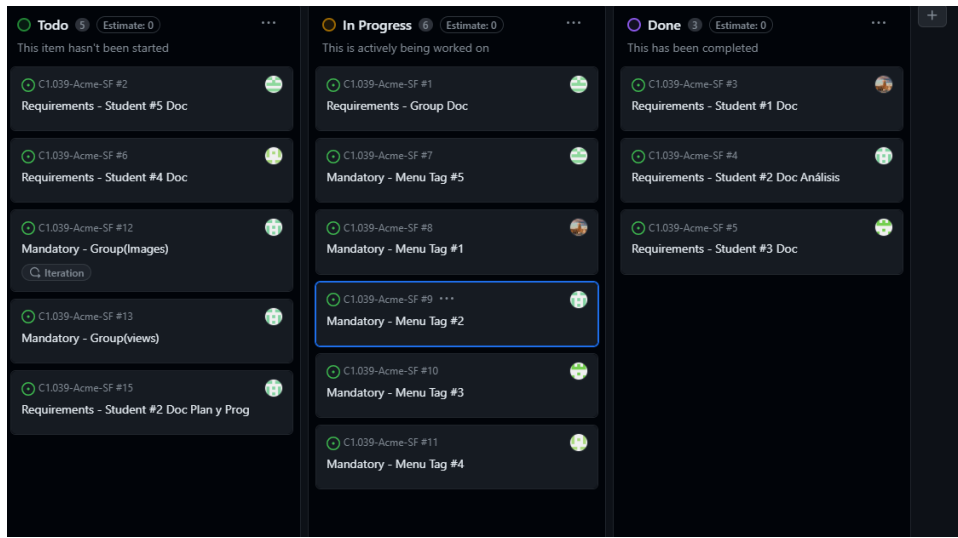 Todo 5 Estimate: 0
This item hasn't been started
C1.039-Acme-SF #2
Requirements - Student #5 Doc
C1.039-Acme-SF #6
Requirements - Student #4 Doc
C1.039-Acme-SF #12
Mandatory - Group(Images)
Iteration
C1.039-Acme-SF #13
Mandatory - Group(views)
C1.039-Acme-SF #15
Requirements - Student #2 Doc Plan y Prog
In Progress 6 Estimate: 0
This is actively being worked on
C1.039-Acme-SF #1
Requirements - Group Doc
C1.039-Acme-SF #7
Mandatory - Menu Tag #5
C1.039-Acme-SF #8
Mandatory - Menu Tag #1
C1.039-Acme-SF #9
Mandatory - Menu Tag #2
C1.039-Acme-SF #10
Mandatory - Menu Tag #3
C1.039-Acme-SF #11
Mandatory - Menu Tag #4
Done 3 Estimate: 0
This has been completed
C1.039-Acme-SF #3
Requirements - Student #1 Doc
C1.039-Acme-SF #4
Requirements - Student #2 Doc Análisis
C1.039-Acme-SF #5
Requirements - Student #3 Doc